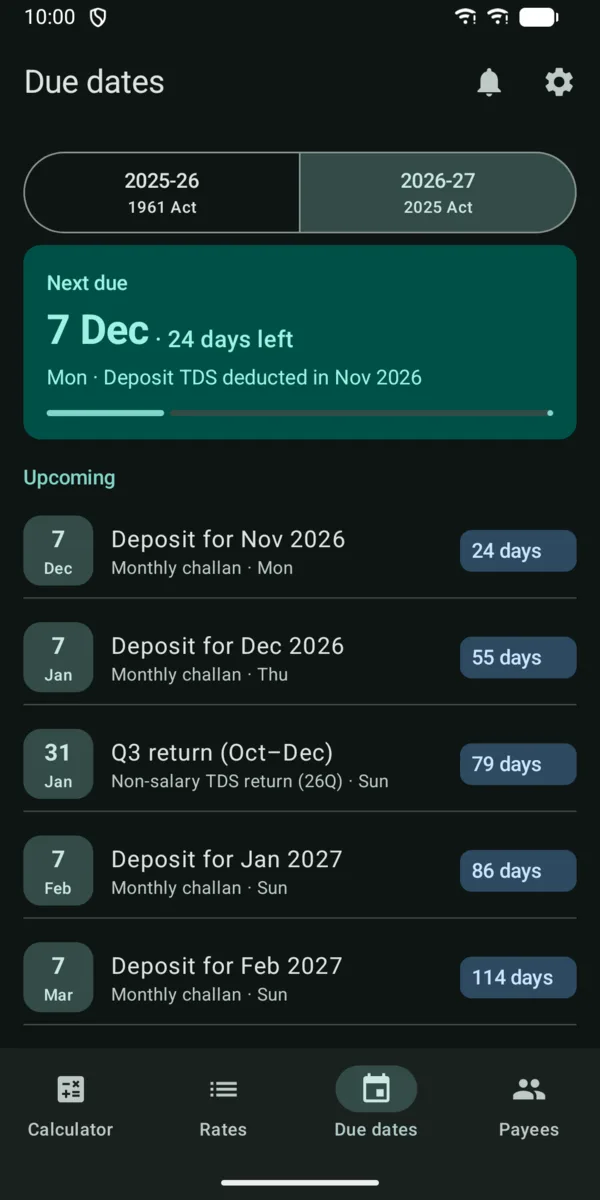 10:00
Due dates
2025-26
1961 Act
2026-27
2025 Act
Next due
7 Dec · 24 days left
Mon · Deposit TDS deducted in Nov 2026
Upcoming
7
Dec
Deposit for Nov 2026
Monthly challan · Mon
24 days
7
Jan
Deposit for Dec 2026
Monthly challan · Thu
55 days
31
Jan
Q3 return (Oct–Dec)
Non-salary TDS return (26Q) · Sun
79 days
7
Feb
Deposit for Jan 2027
Monthly challan · Sun
86 days
7
Mar
Deposit for Feb 2027
Monthly challan · Sun
114 days
Calculator
Rates
Due dates
Payees